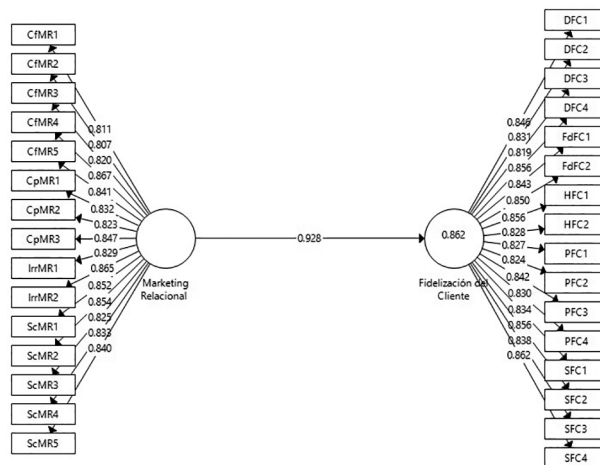 CfMR1
CfMR2
CfMR3
CfMR4
CfMR5
CpMR1
CpMR2
CpMR3
IrrMR1
IrrMR2
ScMR1
ScMR2
ScMR3
ScMR4
ScMR5
0.811
0.807
0.820
0.867
0.841
0.832
0.823
0.847
0.829
0.865
0.852
0.854
0.825
0.833
0.840
Marketing
Relacional
0.928
0.862
Fidelización del
Cliente
0.846
0.831
0.819
0.856
0.843
0.850
0.856
0.828
0.827
0.824
0.842
0.830
0.834
0.856
0.838
0.862
DFC1
DFC2
DFC3
DFC4
FdFC1
FdFC2
HFC1
HFC2
PFC1
PFC2
PFC3
PFC4
SFC1
SFC2
SFC3
SFC4